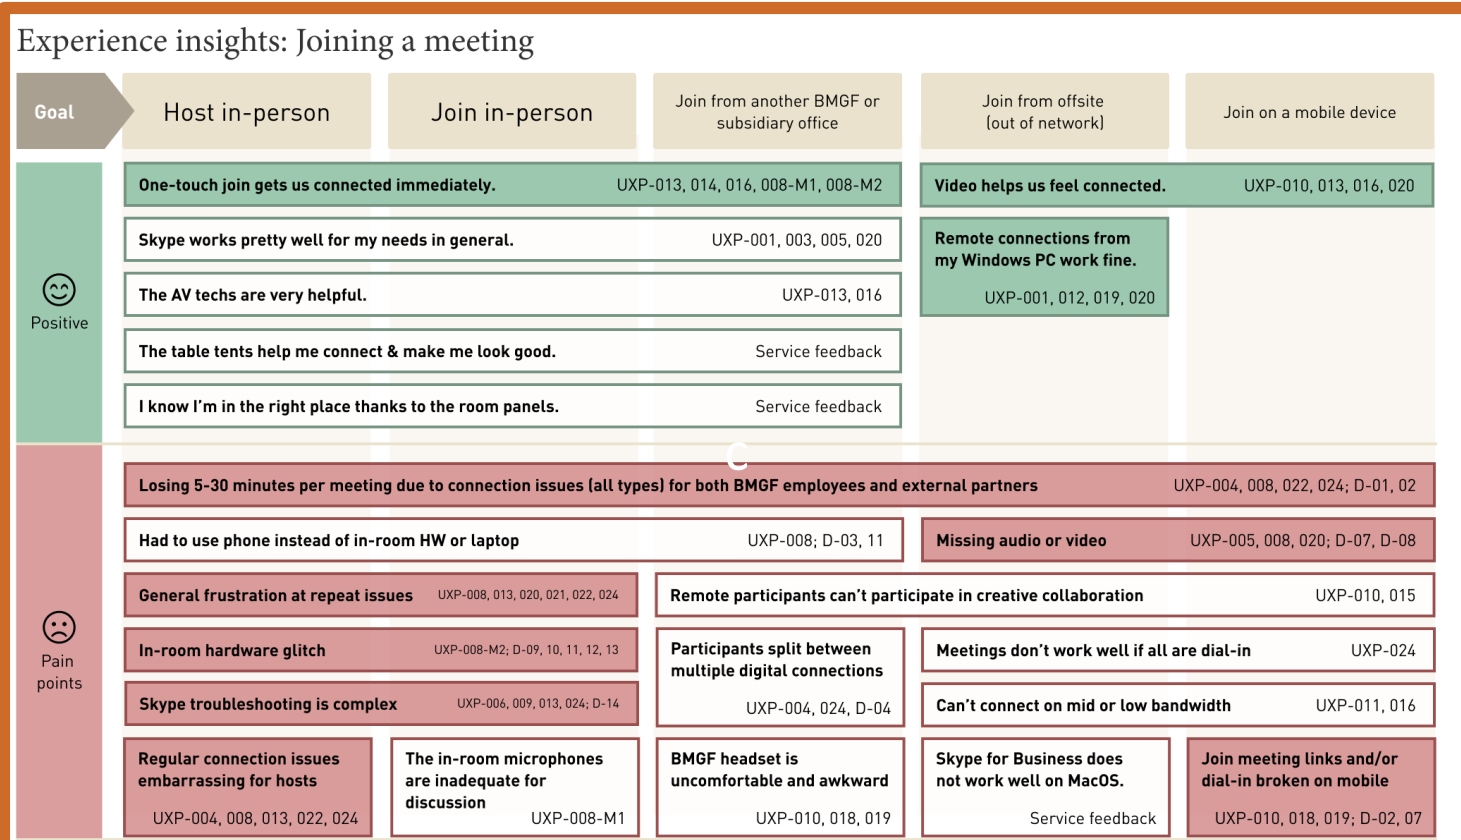 Experience insights: Joining a meeting
Goal
Host in-person
Join in-person
Join from another BMGF or
subsidiary office
Join from offsite
(out of network)
Join on a mobile device
Positive
One-touch join gets us connected immediately. UXP-013, 014, 016, 008-M1, 008-M2
Video helps us feel connected. UXP-010, 013, 016, 020
Skype works pretty well for my needs in general. UXP-001, 003, 005, 020
Remote connections from
my Windows PC work fine.
UXP-001, 012, 019, 020
The AV techs are very helpful. UXP-013, 016
The table tents help me connect & make me look good. Service feedback
I know I'm in the right place thanks to the room panels. Service feedback
C
Pain
points
Losing 5-30 minutes per meeting due to connection issues (all types) for both BMGF employees and external partners UXP-004, 008, 022, 024; D-01, 02
Had to use phone instead of in-room HW or laptop UXP-008; D-03, 11
Missing audio or video UXP-005, 008, 020; D-07, D-08
General frustration at repeat issues UXP-008, 013, 020, 021, 022, 024
Remote participants can't participate in creative collaboration UXP-010, 015
In-room hardware glitch UXP-008-M2; D-09, 10, 11, 12, 13
Participants split between
multiple digital connections
UXP-004, 024, D-04
Meetings don't work well if all are dial-in UXP-024
Skype troubleshooting is complex UXP-006, 009, 013, 024; D-14
Can't connect on mid or low bandwidth UXP-011, 016
Regular connection issues
embarrassing for hosts
UXP-004, 008, 013, 022, 024
The in-room microphones
are inadequate for
discussion
UXP-008-M1
BMGF headset is
uncomfortable and awkward
UXP-010, 018, 019
Skype for Business does
not work well on MacOS.
Service feedback
Join meeting links and/or
dial-in broken on mobile
UXP-010, 018, 019; D-02, 07